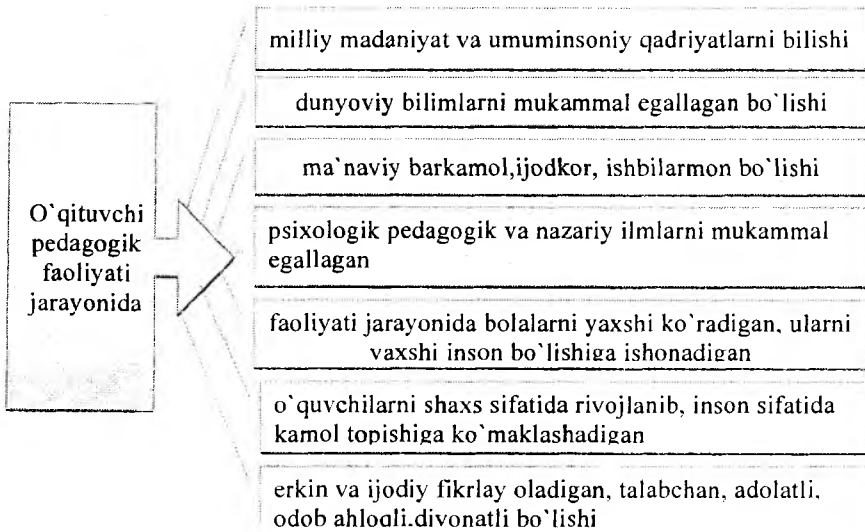 O`qituvchi
pedagogik
faoliyati
jarayonida
milliy madaniyat va umuminsoniy qadriyatlarni bilishi
dunyoviy bilimlarni mukammal egallagan bo`lishi
ma`naviy barkamol,ijodkor, ishbilarmon bo`lishi
psixologik pedagogik va nazariy ilmlarni mukammal
egallagan
faoliyati jarayonida bolalarni yaxshi ko`radigan, ularni
yaxshi inson bo`lishiga ishonadigan
o`quvchilarni shaxs sifatida rivojlanib, inson sifatida
kamol topishiga ko`maklashadigan
erkin va ijodiy fikrlay oladigan, talabchan, adolatli,
odob ahloqli,diyonatli bo`lishi